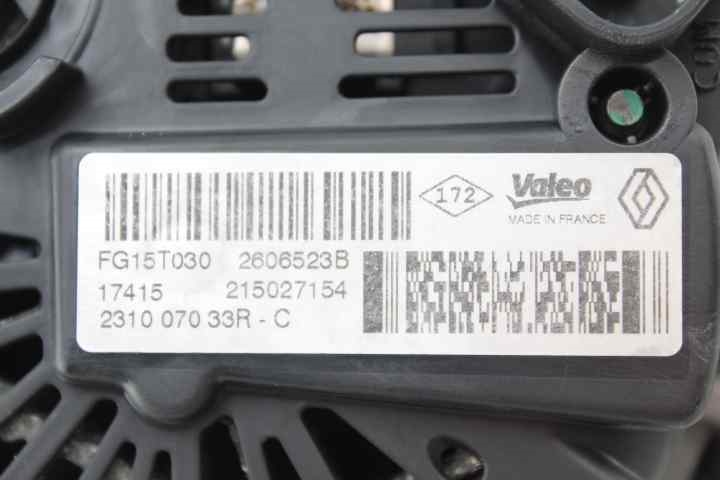 172 Valeo
MADE IN FRANCE
FG15T030 2606523B
17415 215027154
2310 070 33R - C